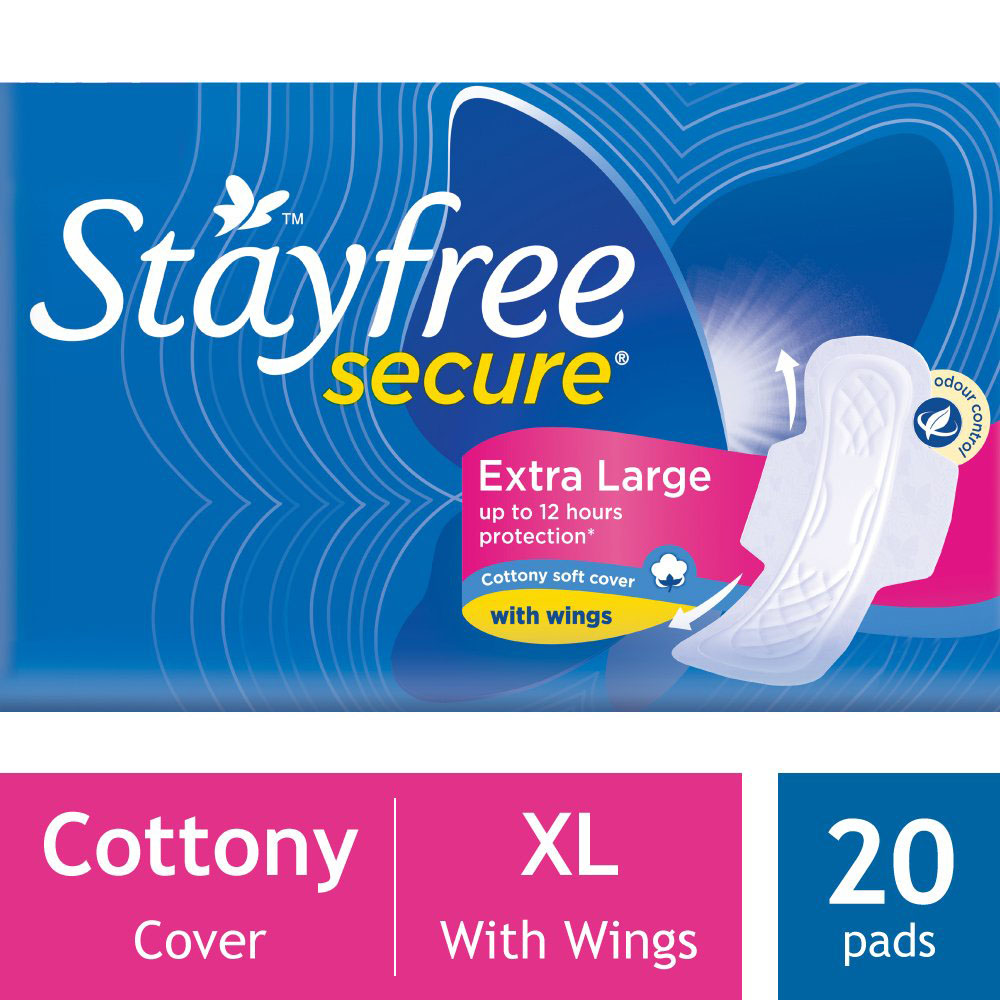 Stayfree™
secure®
odour control
Extra Large
up to 12 hours
protection*
Cottony soft cover
with wings
Cottony
Cover
XL
With Wings
20
pads